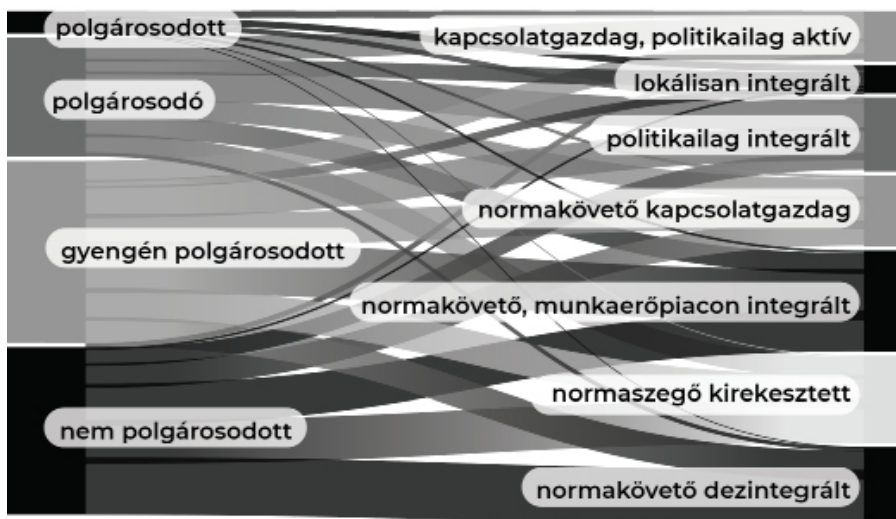 polgárosodott
polgárosodó
gyengén polgárosodott
nem polgárosodott
kapcsolatgazdag, politikailag aktív
lokálisan integrált
politikailag integrált
normakövető kapcsolatgazdag
normakövető, munkaerőpiacon integrált
normaszegő kirekesztett
normakövető dezintegrált